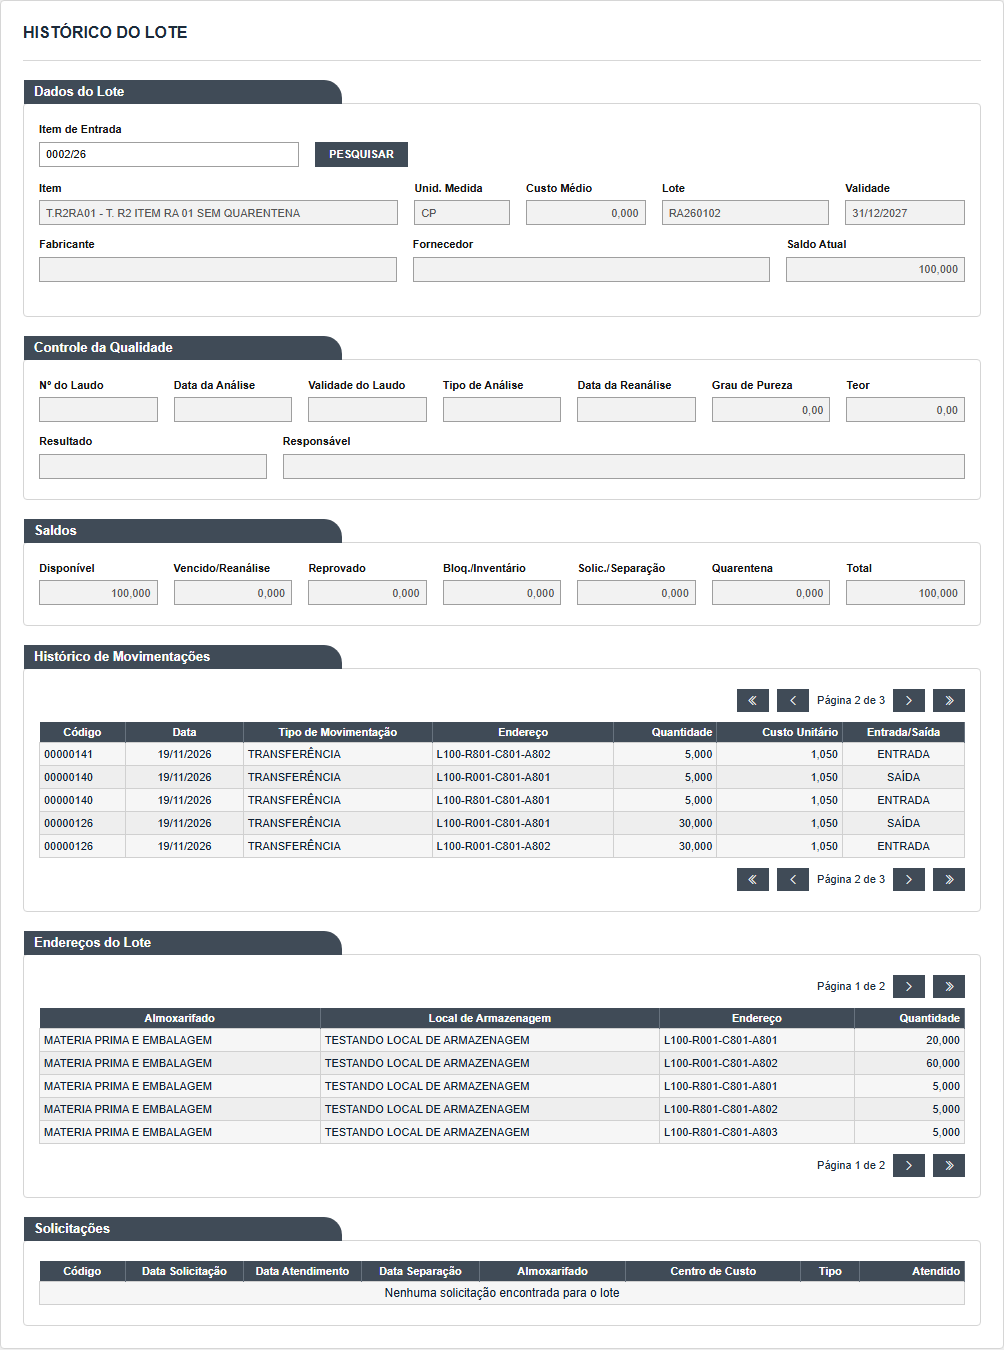 HISTÓRICO DO LOTE
Dados do Lote
Item de Entrada
0002/26 PESQUISAR
Item Unid. Medida Custo Médio Lote Validade
T.R2RA01 - T. R2 ITEM RA 01 SEM QUARENTENA CP 0,000 RA260102 31/12/2027
Fabricante Fornecedor Saldo Atual
100,000
Controle da Qualidade
Nº do Laudo Data da Análise Validade do Laudo Tipo de Análise Data da Reanálise Grau de Pureza Teor
0,00 0,00
Resultado Responsável
Saldos
Disponível Vencido/Reanálise Reprovado Bloq./Inventário Solic./Separação Quarentena Total
100,000 0,000 0,000 0,000 0,000 0,000 100,000
Histórico de Movimentações
Página 2 de 3
Código Data Tipo de Movimentação Endereço Quantidade Custo Unitário Entrada/Saída
00000141 19/11/2026 TRANSFERÊNCIA L100-R801-C801-A802 5,000 1,050 ENTRADA
00000140 19/11/2026 TRANSFERÊNCIA L100-R001-C801-A801 5,000 1,050 SAÍDA
00000140 19/11/2026 TRANSFERÊNCIA L100-R801-C801-A801 5,000 1,050 ENTRADA
00000126 19/11/2026 TRANSFERÊNCIA L100-R001-C801-A801 30,000 1,050 SAÍDA
00000126 19/11/2026 TRANSFERÊNCIA L100-R001-C801-A802 30,000 1,050 ENTRADA
Página 2 de 3
Endereços do Lote
Página 1 de 2
Almoxarifado Local de Armazenagem Endereço Quantidade
MATERIA PRIMA E EMBALAGEM TESTANDO LOCAL DE ARMAZENAGEM L100-R001-C801-A801 20,000
MATERIA PRIMA E EMBALAGEM TESTANDO LOCAL DE ARMAZENAGEM L100-R001-C801-A802 60,000
MATERIA PRIMA E EMBALAGEM TESTANDO LOCAL DE ARMAZENAGEM L100-R801-C801-A801 5,000
MATERIA PRIMA E EMBALAGEM TESTANDO LOCAL DE ARMAZENAGEM L100-R801-C801-A802 5,000
MATERIA PRIMA E EMBALAGEM TESTANDO LOCAL DE ARMAZENAGEM L100-R801-C801-A803 5,000
Página 1 de 2
Solicitações
Código Data Solicitação Data Atendimento Data Separação Almoxarifado Centro de Custo Tipo Atendido
Nenhuma solicitação encontrada para o lote